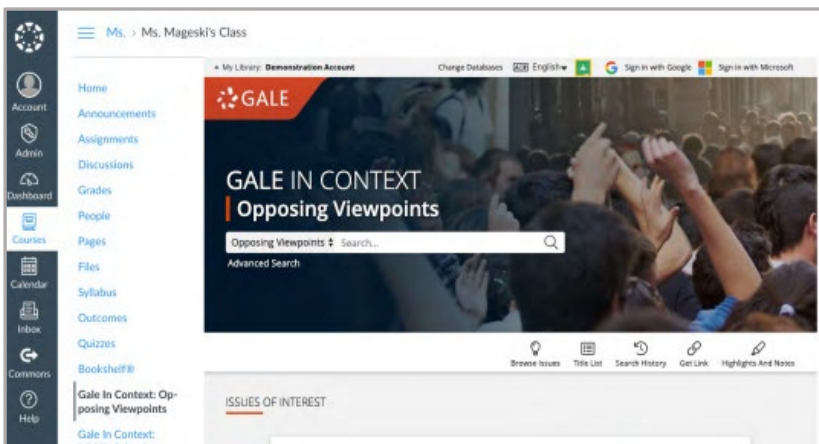 Ms. > Ms. Mageski's Class
Account
Admin
Dashboard
Courses
Calendar
Inbox
Commons
Help
Home
Announcements
Assignments
Discussions
Grades
People
Pages
Files
Syllabus
Outcomes
Quizzes
Bookshelf®
Gale In Context: Op-
posing Viewpoints
Gale In Context:
+ My Library: Demonstration Account Change Databases English Sign in with Google Sign in with Microsoft
GALE
GALE IN CONTEXT
Opposing Viewpoints
Opposing Viewpoints Search...
Advanced Search
Browse Issues Title List Search History Get Link Highlights And Notes
ISSUES OF INTEREST